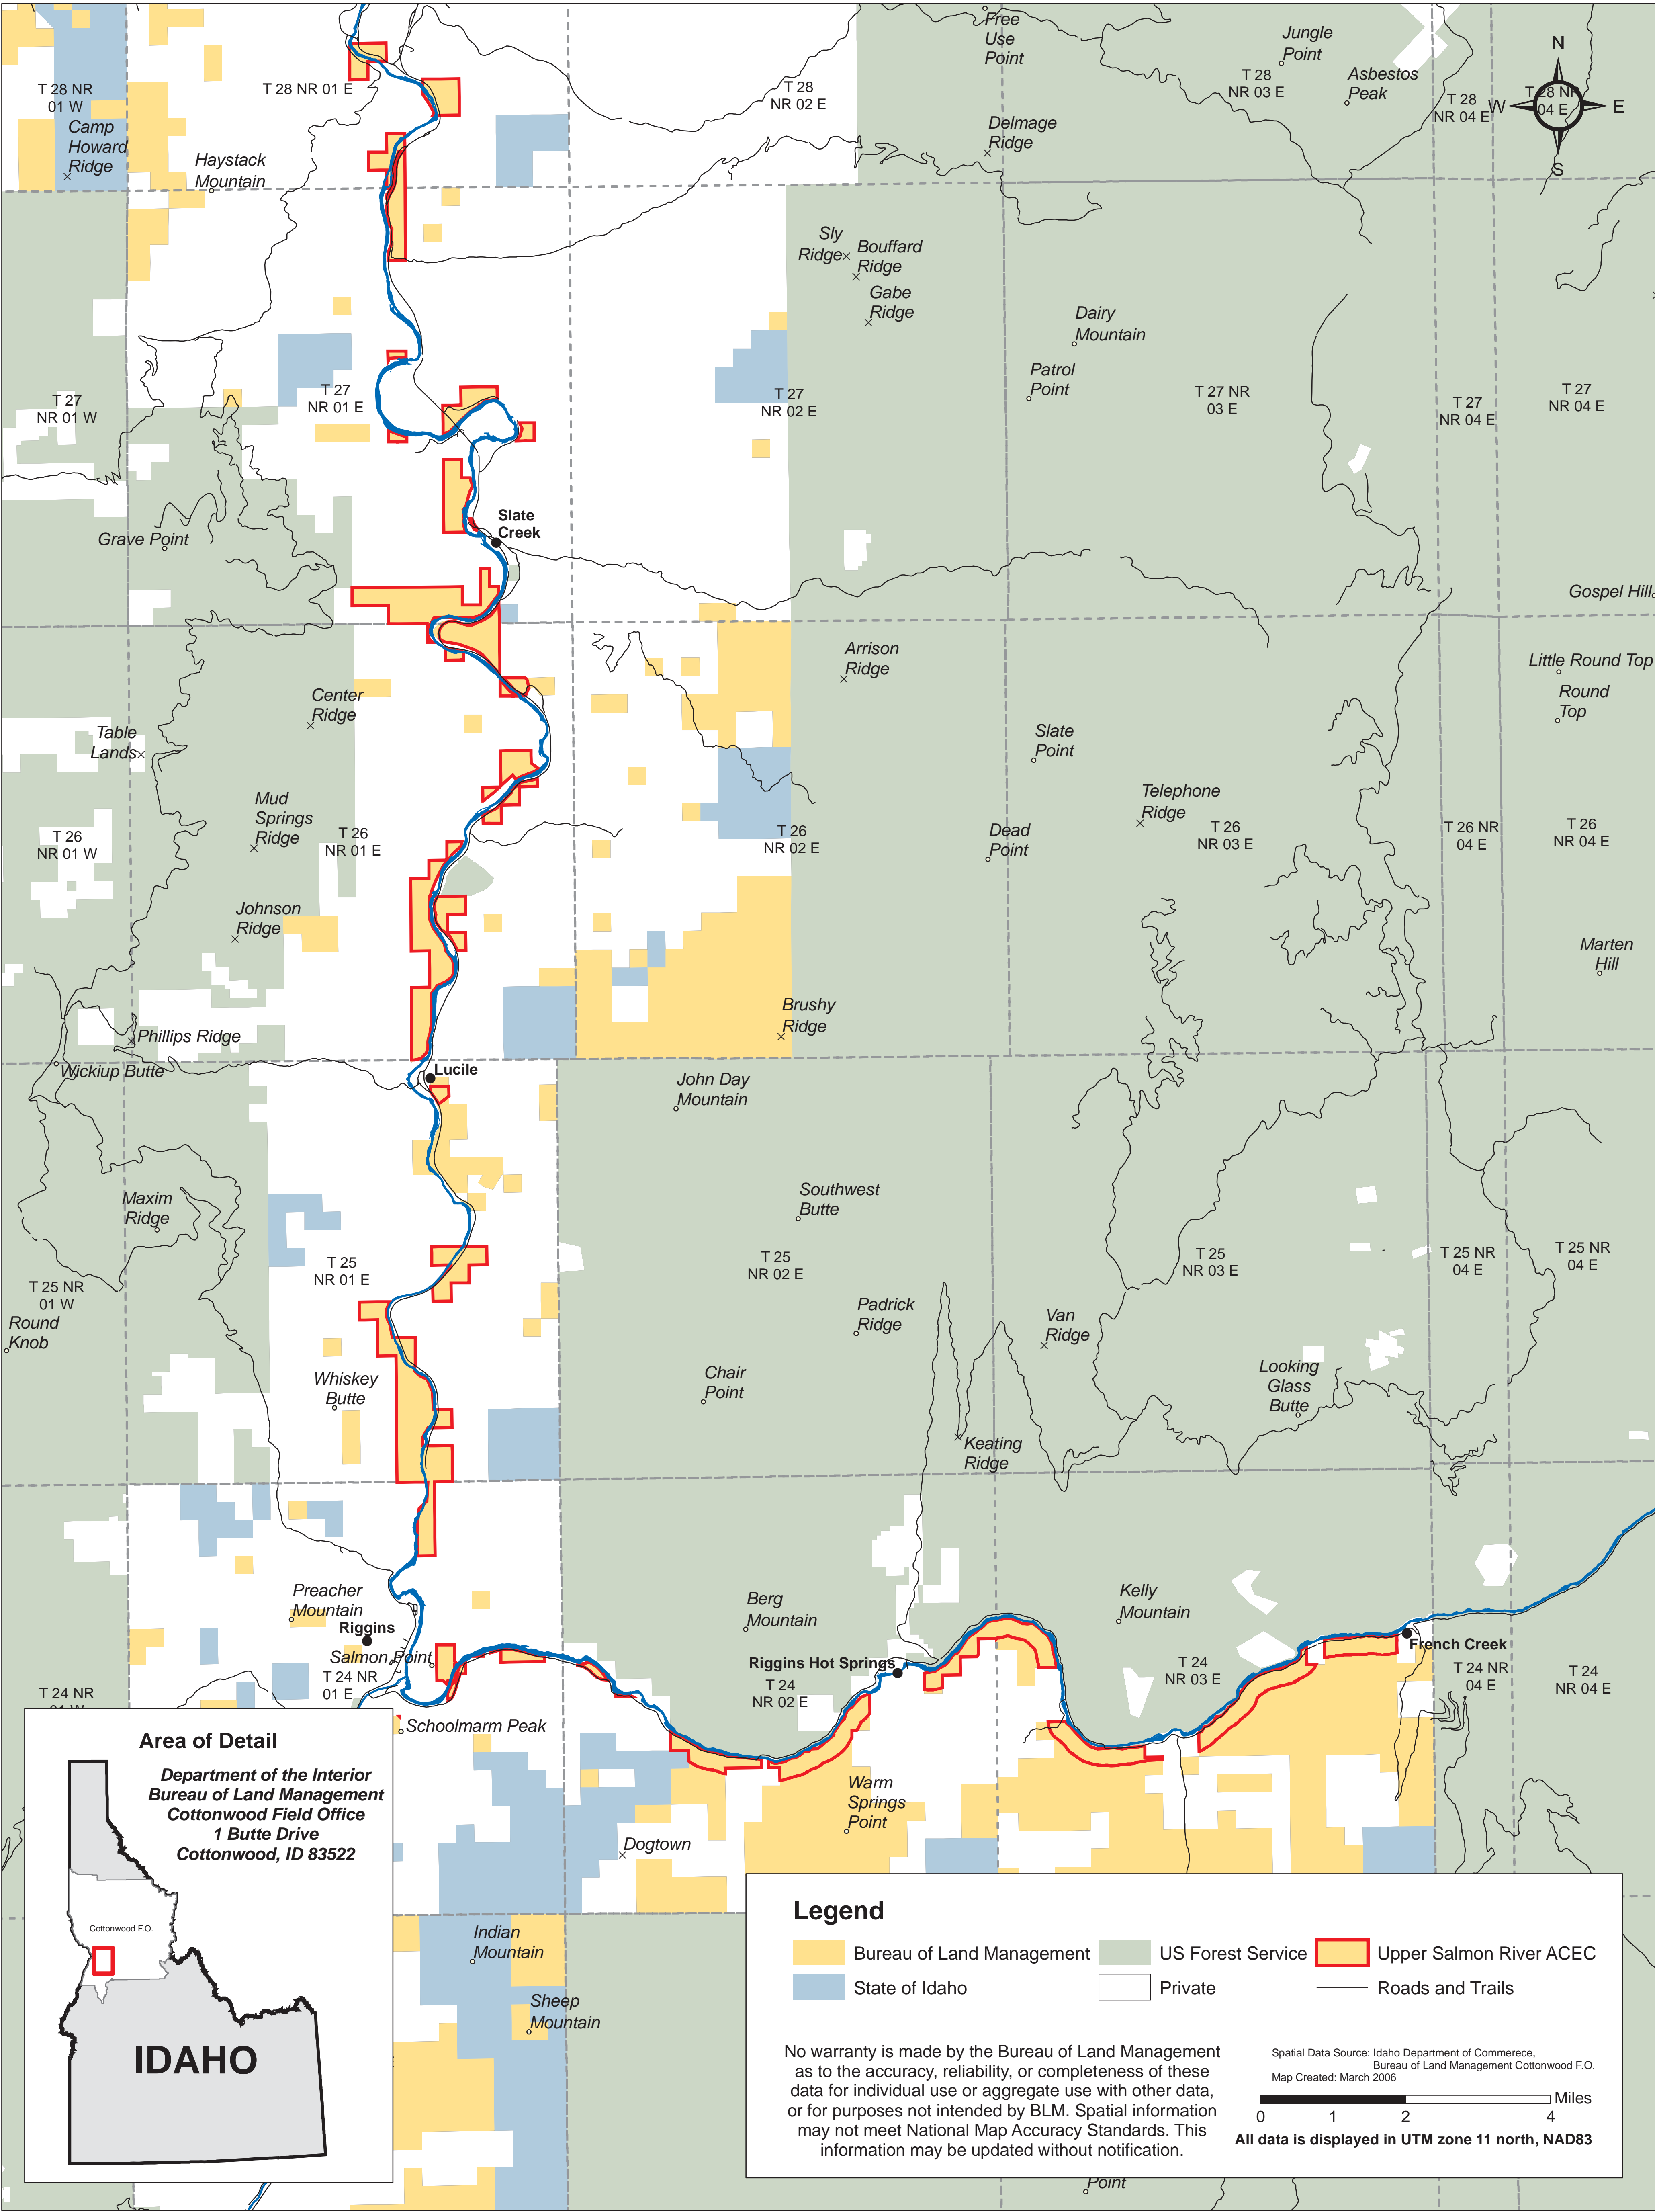 Free
Use
Point
Jungle
Point
Asbestos
Peak
N
W
E
S
T 28 NR
01 W
T 28 NR 01 E
T 28
NR 02 E
T 28
NR 03 E
T 28
NR 04 E
T 28 NR
04 E
Camp
Howard
Ridge
Haystack
Mountain
Delmage
Ridge
Sly
Ridge
Bouffard
Ridge
Gabe
Ridge
Dairy
Mountain
Patrol
Point
T 27
NR 01 W
T 27
NR 01 E
T 27
NR 02 E
T 27 NR
03 E
T 27
NR 04 E
T 27
NR 04 E
Slate
Creek
Grave Point
Gospel Hill
Arrison
Ridge
Little Round Top
Round
Top
Center
Ridge
Table
Lands
Slate
Point
Mud
Springs
Ridge
Telephone
Ridge
Dead
Point
T 26
NR 01 W
T 26
NR 01 E
T 26
NR 02 E
T 26
NR 03 E
T 26 NR
04 E
T 26
NR 04 E
Johnson
Ridge
Marten
Hill
Brushy
Ridge
Phillips Ridge
Wickiup Butte
Lucile
John Day
Mountain
Maxim
Ridge
Southwest
Butte
T 25 NR
01 W
T 25
NR 01 E
T 25
NR 02 E
T 25
NR 03 E
T 25 NR
04 E
T 25 NR
04 E
Round
Knob
Padrick
Ridge
Van
Ridge
Whiskey
Butte
Chair
Point
Looking
Glass
Butte
Keating
Ridge
Preacher
Mountain
Riggins
Salmon Point
Berg
Mountain
Kelly
Mountain
Riggins Hot Springs
French Creek
T 24 NR
01 W
T 24 NR
01 E
T 24
NR 02 E
T 24
NR 03 E
T 24 NR
04 E
T 24
NR 04 E
Schoolmarm Peak
Warm
Springs
Point
Dogtown
Indian
Mountain
Sheep
Mountain
Point
Area of Detail
Department of the Interior
Bureau of Land Management
Cottonwood Field Office
1 Butte Drive
Cottonwood, ID 83522
Cottonwood F.O.
IDAHO
Legend
Bureau of Land Management
US Forest Service
Upper Salmon River ACEC
State of Idaho
Private
Roads and Trails
No warranty is made by the Bureau of Land Management
as to the accuracy, reliability, or completeness of these
data for individual use or aggregate use with other data,
or for purposes not intended by BLM. Spatial information
may not meet National Map Accuracy Standards. This
information may be updated without notification.
Spatial Data Source: Idaho Department of Commerece,
Bureau of Land Management Cottonwood F.O.
Map Created: March 2006
Miles
0 1 2 4
All data is displayed in UTM zone 11 north, NAD83